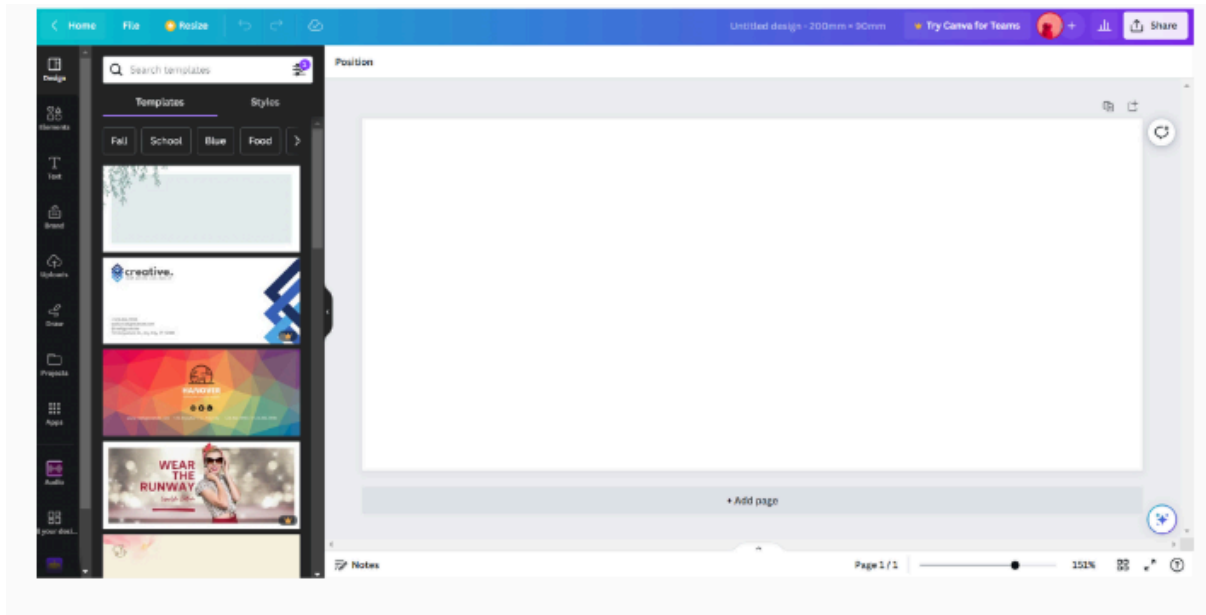 Home File Resize Untitled design - 200mm × 90mm Try Canva for Teams + Share
Design
Elements
Text
Brand
Uploads
Draw
Projects
Apps
Audio
Search templates
Templates Styles
Fall School Blue Food
creative.
HANOVER
WEAR
THE
RUNWAY
Position
+ Add page
Notes Page 1 / 1 151%